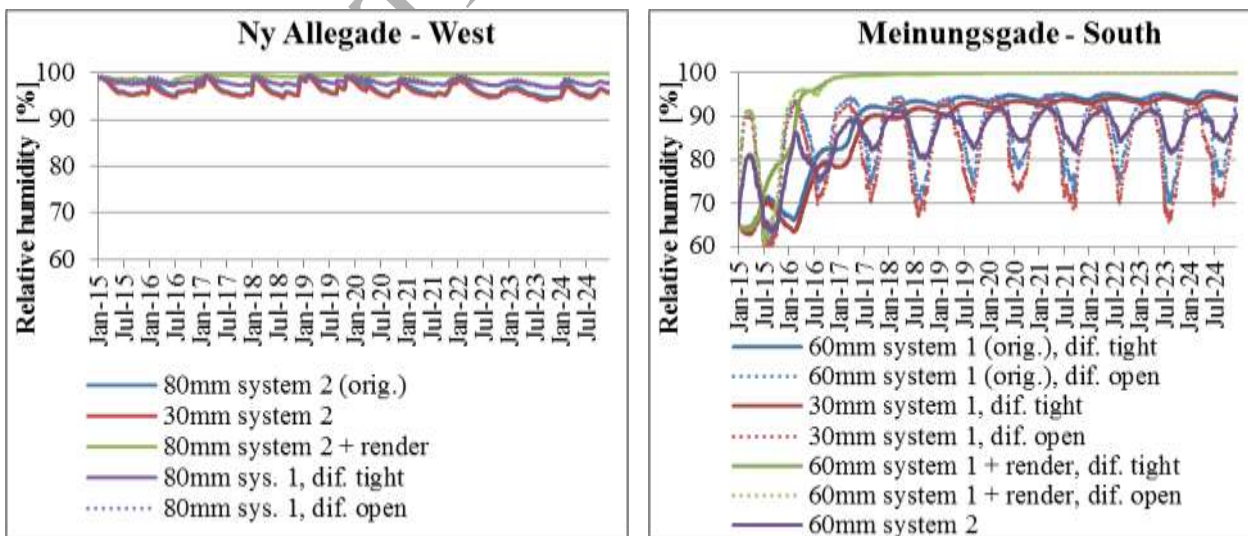 Ny Allegade - West
Relative humidity [%]
100
90
80
70
60
Jan-15
Jul-15
Jan-16
Jul-16
Jan-17
Jul-17
Jan-18
Jul-18
Jan-19
Jul-19
Jan-20
Jul-20
Jan-21
Jul-21
Jan-22
Jul-22
Jan-23
Jul-23
Jan-24
Jul-24
80mm system 2 (orig.)
30mm system 2
80mm system 2 + render
80mm sys. 1, dif. tight
80mm sys. 1, dif. open
Meinungsgade - South
Relative humidity [%]
100
90
80
70
60
Jan-15
Jul-15
Jan-16
Jul-16
Jan-17
Jul-17
Jan-18
Jul-18
Jan-19
Jul-19
Jan-20
Jul-20
Jan-21
Jul-21
Jan-22
Jul-22
Jan-23
Jul-23
Jan-24
Jul-24
60mm system 1 (orig.), dif. tight
60mm system 1 (orig.), dif. open
30mm system 1, dif. tight
30mm system 1, dif. open
60mm system 1 + render, dif. tight
60mm system 1 + render, dif. open
60mm system 2